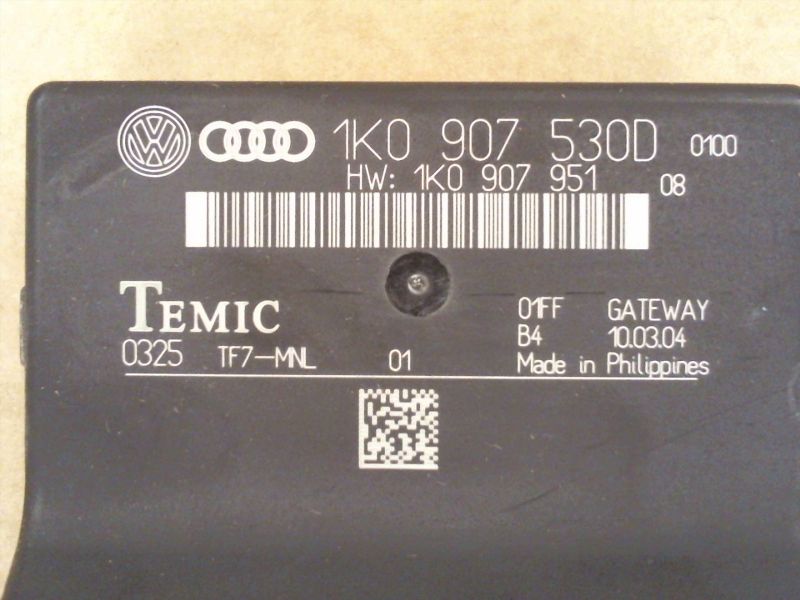 1K0 907 530D 0100
HW: 1K0 907 951 08
TEMIC
01FF GATEWAY
B4 10.03.04
0325 TF7-MNL 01 Made in Philippines